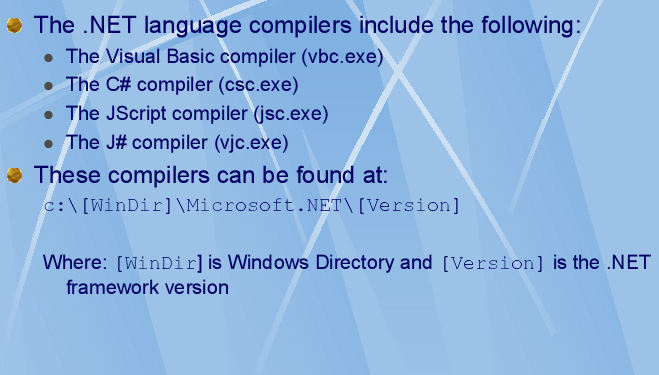 The .NET language compilers include the following:
The Visual Basic compiler (vbc.exe)
The C# compiler (csc.exe)
The JScript compiler (jsc.exe)
The J# compiler (vjc.exe)
These compilers can be found at:
c:\[WinDir]\Microsoft.NET\[Version]
Where: [WinDir] is Windows Directory and [Version] is the .NET
framework version